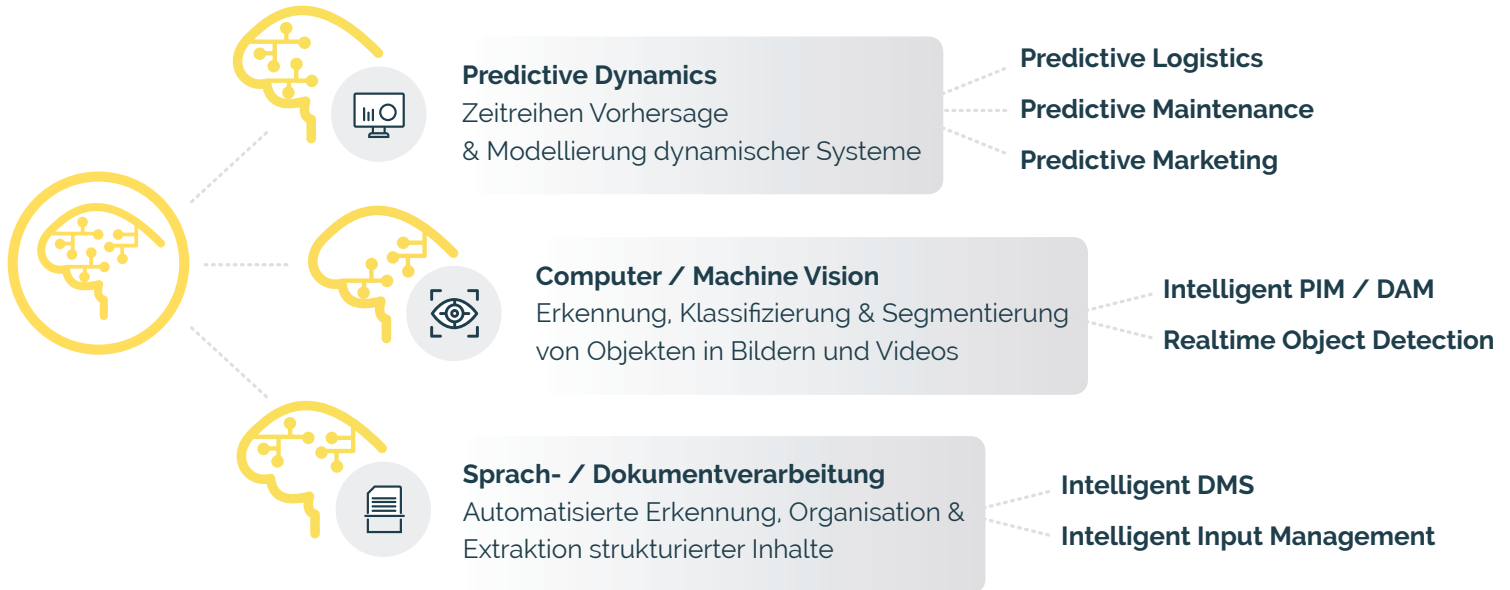 Predictive Dynamics
Zeitreihen Vorhersage
& Modellierung dynamischer Systeme
Predictive Logistics
Predictive Maintenance
Predictive Marketing
Computer / Machine Vision
Erkennung, Klassifizierung & Segmentierung
von Objekten in Bildern und Videos
Intelligent PIM / DAM
Realtime Object Detection
Sprach- / Dokumentverarbeitung
Automatisierte Erkennung, Organisation &
Extraktion strukturierter Inhalte
Intelligent DMS
Intelligent Input Management